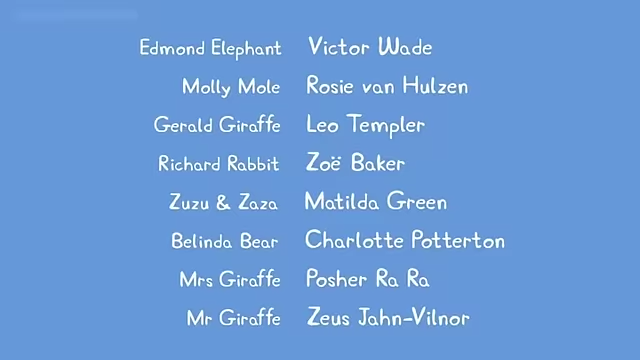 Edmond Elephant Victor Wade
Molly Mole Rosie van Hulzen
Gerald Giraffe Leo Templer
Richard Rabbit Zoë Baker
Zuzu & Zaza Matilda Green
Belinda Bear Charlotte Potterton
Mrs Giraffe Posher Ra Ra
Mr Giraffe Zeus Jahn-Vilnor